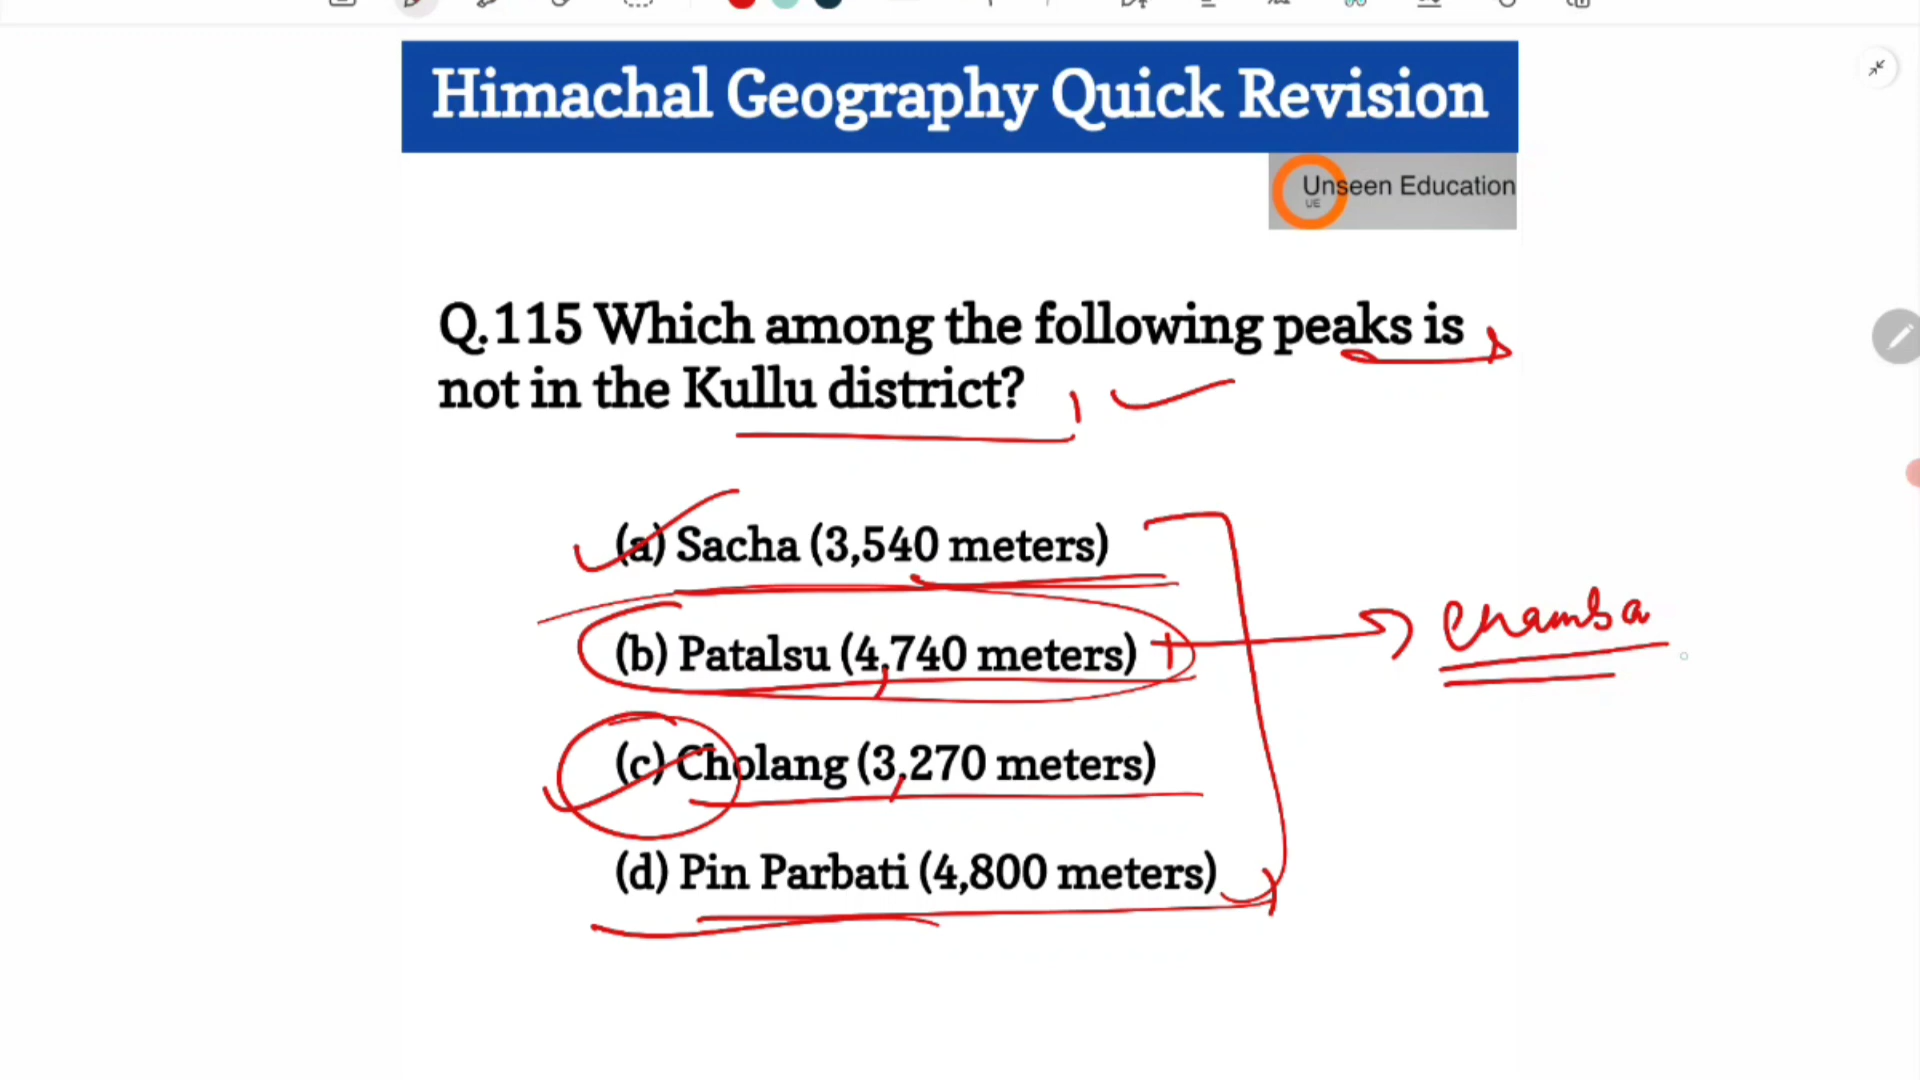 Himachal Geography Quick Revision
Unseen Education
UE
Q.115 Which among the following peaks is
not in the Kullu district?
(a) Sacha (3,540 meters)
(b) Patalsu (4,740 meters)
Chamba
(c) Cholang (3,270 meters)
(d) Pin Parbati (4,800 meters)